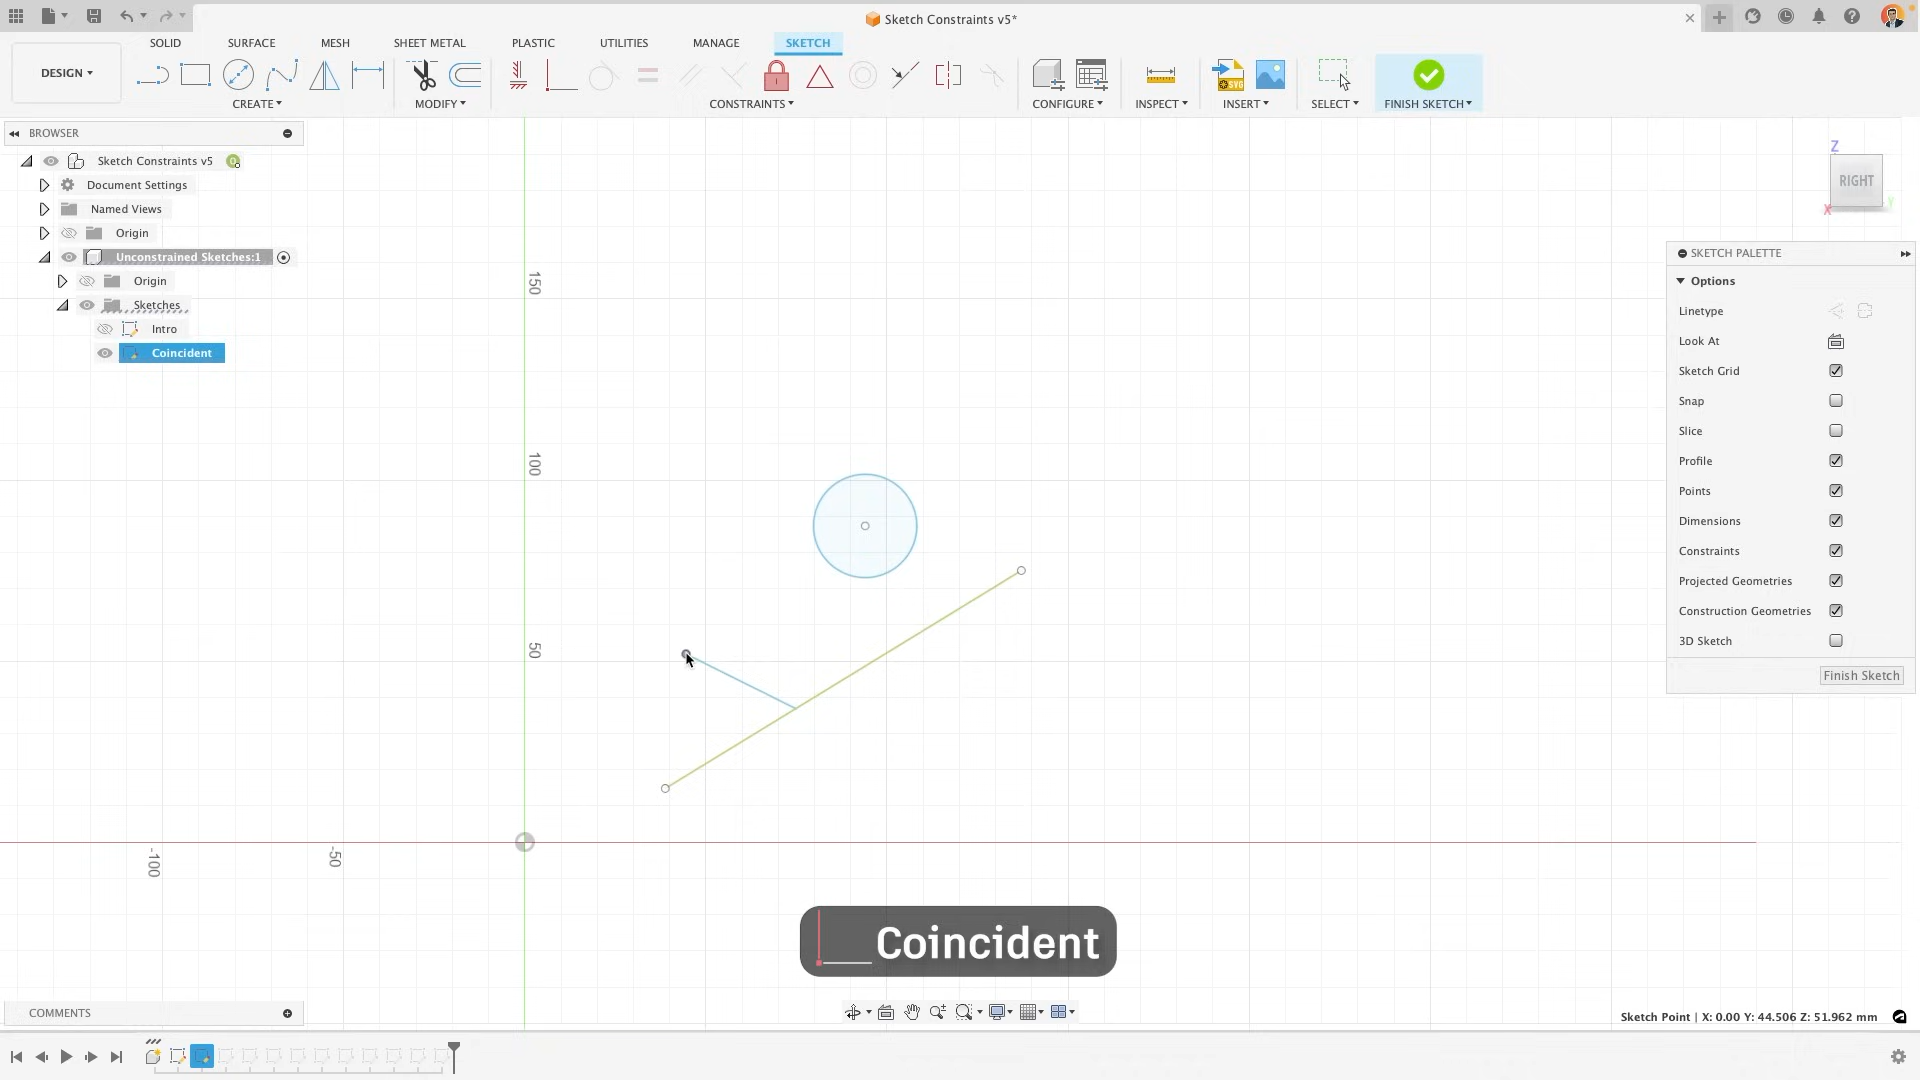 Sketch Constraints v5*
SOLID SURFACE MESH SHEET METAL PLASTIC UTILITIES MANAGE SKETCH
DESIGN
CREATE MODIFY CONSTRAINTS CONFIGURE INSPECT INSERT SELECT FINISH SKETCH
SVG
BROWSER
Sketch Constraints v5
Document Settings
Named Views
Origin
Unconstrained Sketches:1
Origin
Sketches
Intro
Coincident
Z
RIGHT
X
Y
SKETCH PALETTE
Options
Linetype
Look At
Sketch Grid
Snap
Slice
Profile
Points
Dimensions
Constraints
Projected Geometries
Construction Geometries
3D Sketch
Finish Sketch
150
100
50
-100
-50
Coincident
COMMENTS
Sketch Point | X: 0.00 Y: 44.506 Z: 51.962 mm